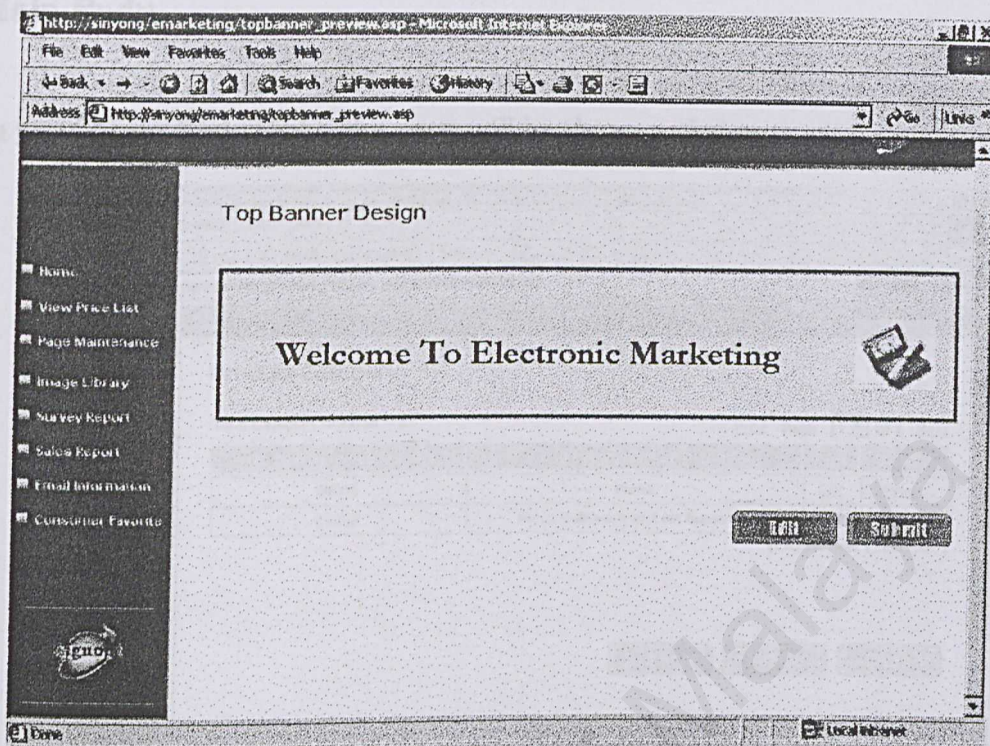 http://sinyong/emarketing/topbanner_preview.asp - Microsoft Internet Explorer
File Edit View Favorites Tools Help
Back Search Favorites History
Address http://sinyong/emarketing/topbanner_preview.asp Go Links
Top Banner Design
Home
View Price List
Page Maintenance
Image Library
Survey Report
Sales Report
Email Information
Consumer Favorite
Welcome To Electronic Marketing
Edit Submit
Done Local intranet
Malaya